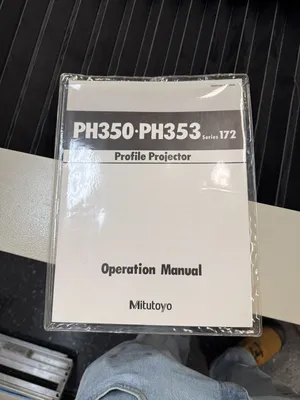 PH350·PH353 Series 172
Profile Projector
Operation Manual
Mitutoyo